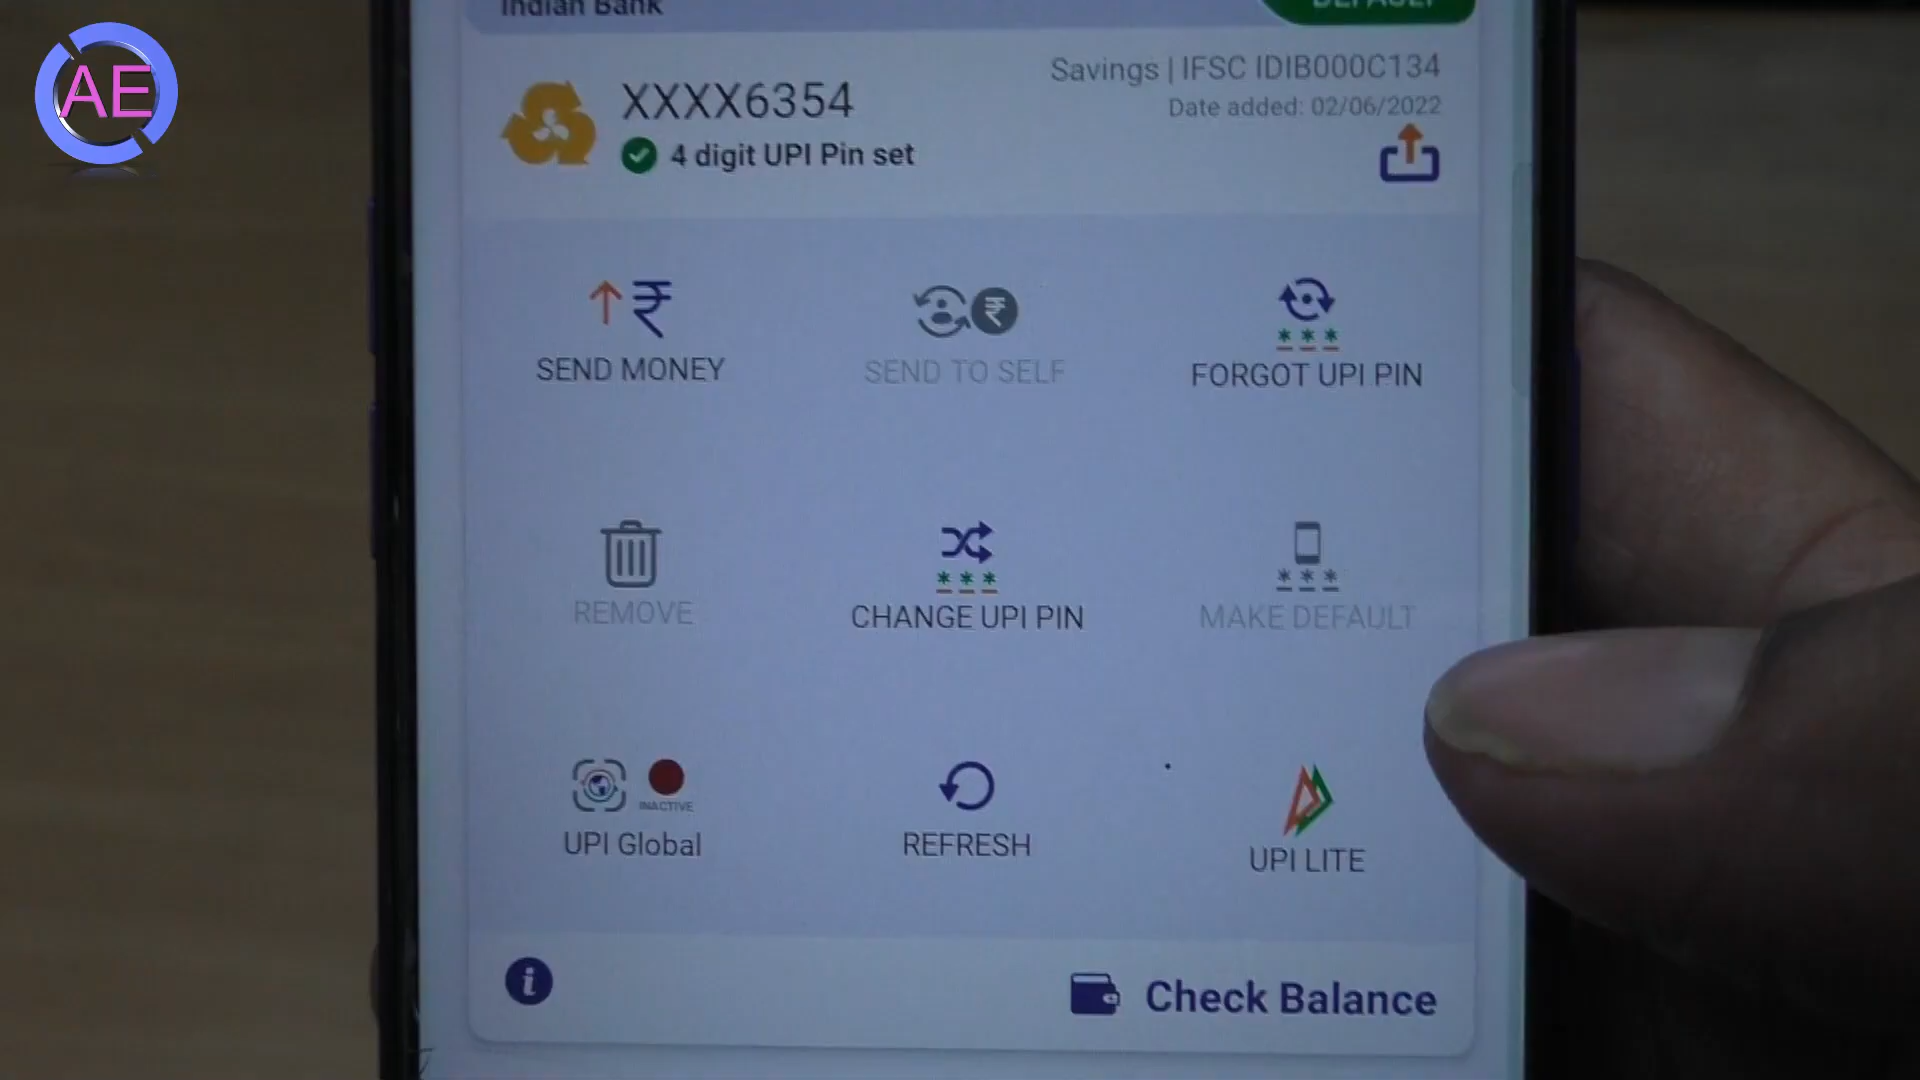 AE
Indian Bank
DEFAULT
XXXX6354
Savings | IFSC IDIB000C134
Date added: 02/06/2022
4 digit UPI Pin set
SEND MONEY
SEND TO SELF
FORGOT UPI PIN
REMOVE
CHANGE UPI PIN
MAKE DEFAULT
INACTIVE
UPI Global
REFRESH
UPI LITE
i
Check Balance